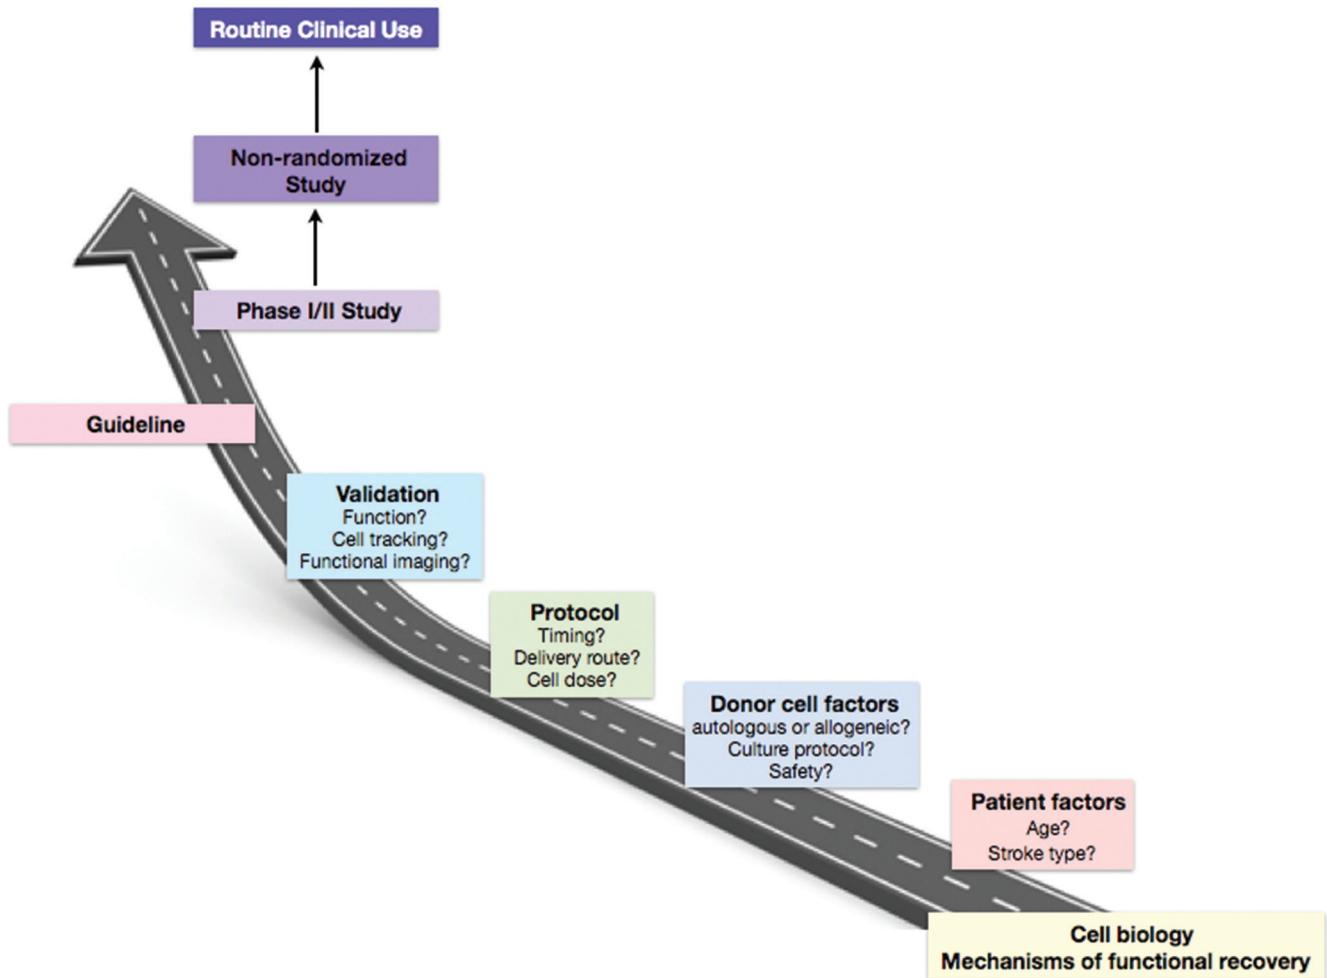 Routine Clinical Use
Non-randomized
Study
Phase I/II Study
Guideline
Validation
Function?
Cell tracking?
Functional imaging?
Protocol
Timing?
Delivery route?
Cell dose?
Donor cell factors
autologous or allogeneic?
Culture protocol?
Safety?
Patient factors
Age?
Stroke type?
Cell biology
Mechanisms of functional recovery